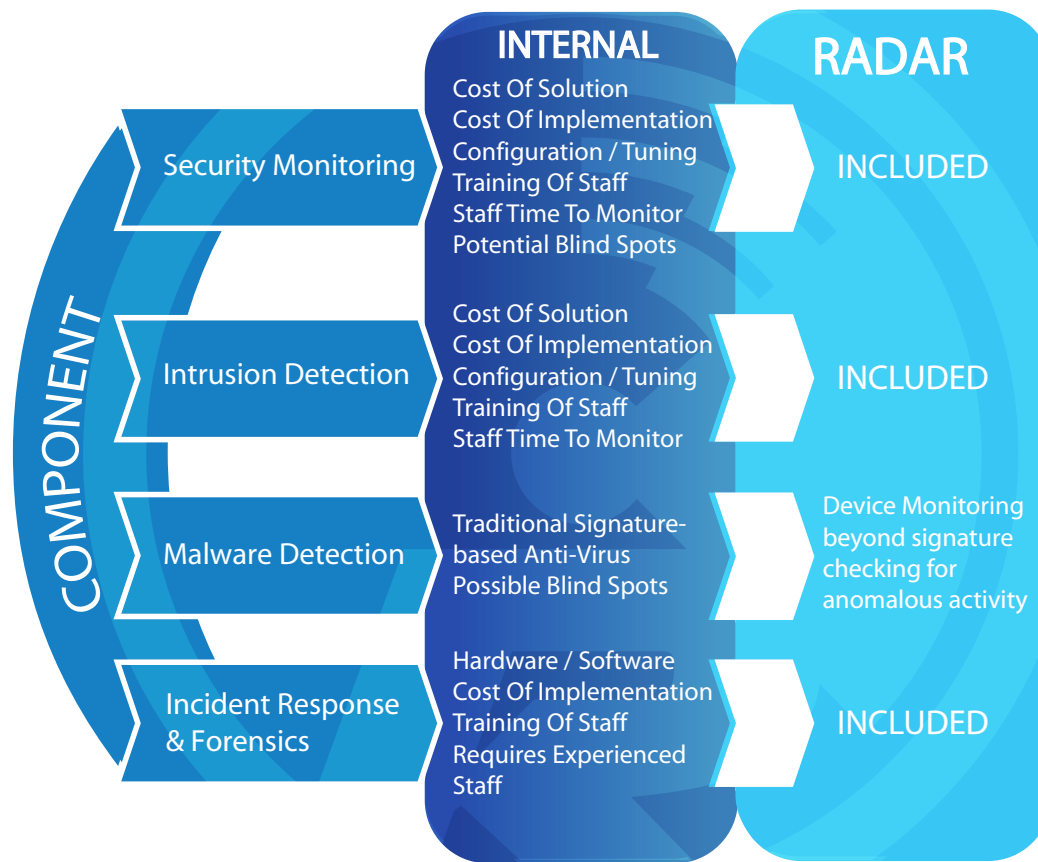 INTERNAL
RADAR
COMPONENT
Security Monitoring
Cost Of Solution
Cost Of Implementation
Configuration / Tuning
Training Of Staff
Staff Time To Monitor
Potential Blind Spots
INCLUDED
Intrusion Detection
Cost Of Solution
Cost Of Implementation
Configuration / Tuning
Training Of Staff
Staff Time To Monitor
INCLUDED
Malware Detection
Traditional Signature-
based Anti-Virus
Possible Blind Spots
Device Monitoring
beyond signature
checking for
anomalous activity
Incident Response
& Forensics
Hardware / Software
Cost Of Implementation
Training Of Staff
Requires Experienced
Staff
INCLUDED